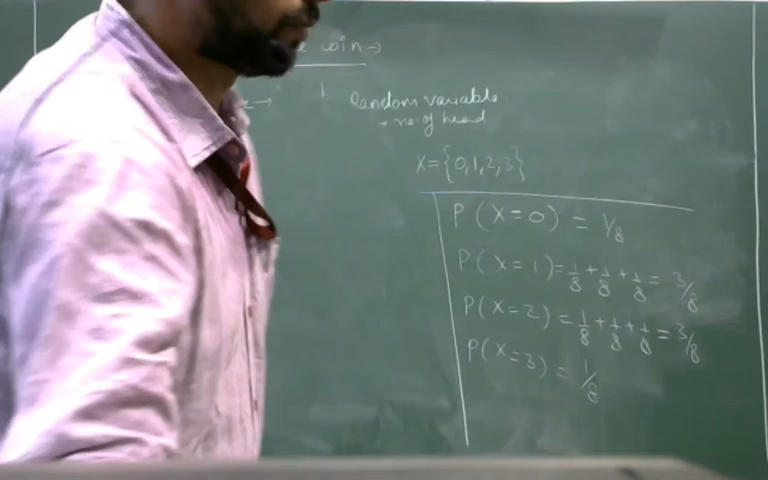 coin →
Random variable.
→ no. of head
X = {0,1,2,3}
P(X=0) = 1/8
P(X=1) = 1/8 + 1/8 + 1/8 = 3/8
P(X=2) = 1/8 + 1/8 + 1/8 = 3/8
P(X=3) = 1/8